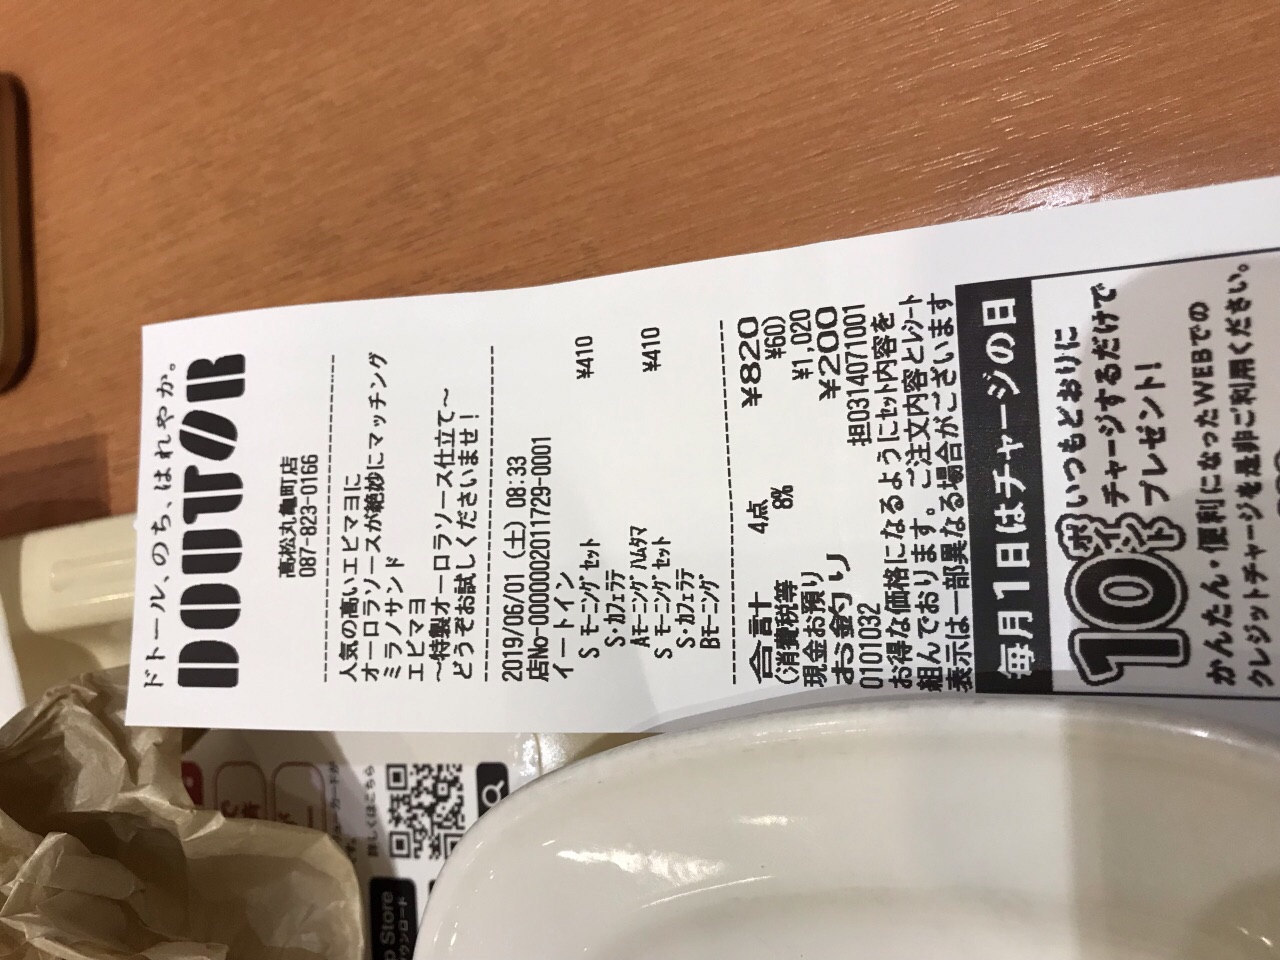 ドトール、のち、はれやか。
DOUTOR
高松丸亀町店
087-823-0166
人気の高いエビマヨに
オーロラソースが絶妙にマッチング
ミラノサンド
エビマヨ
～特製オーロラソース仕立て～
どうぞお試しくださいませ！
2019/06/01 (土) 08:33
店No-000000201 1729-0001
イートイン
S モーニングセット ¥410
S・カフェラテ
Aモーニング ハムタマ
S モーニングセット ¥410
S・カフェラテ
Bモーニング
合計 4点 ¥820
(消費税等 8% ¥60)
現金お預り ¥1,020
お釣り ¥200
0101032 担0314071001
お得な価格になるようにセット内容を
組んでおります。ご注文内容とレシート
表示は一部異なる場合がございます
毎月1日はチャージの日
いつもどおりに
10ポイント チャージするだけで
プレゼント!
かんたん・便利になったWEBでの
クレジットチャージを是非ご利用ください。
詳しくはこちら
Store